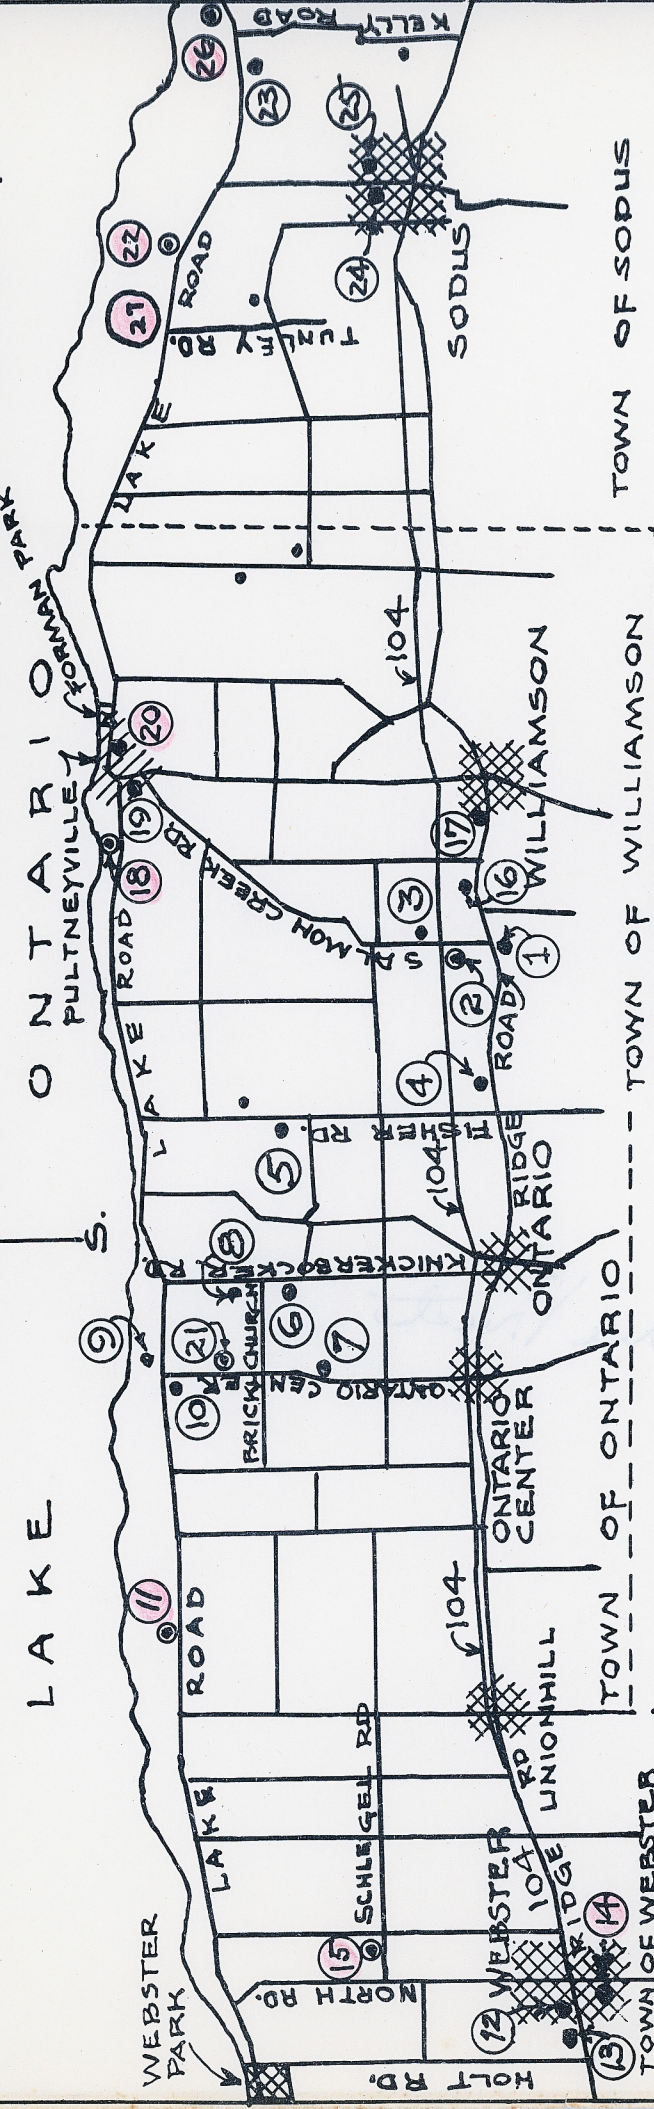 LAKE ONTARIO
WEBSTER
PARK
LAKE
ROAD
LAKE
ROAD
LAKE
ROAD
S.
PULTNEYVILLE
FORMAN PARK
HOLT RD.
NORTH RD.
SCHLEGEL RD
ONTARIO CENTER
BRICK CHURCH
KNICKERBOCKER RD.
FISHER RD
SALMON CREEK RD
TUNLEY RD.
KELLY ROAD
WEBSTER
104
RIDGE
RD
UNIONHILL
104
ONTARIO
CENTER
ONTARIO
104
RIDGE
ROAD
WILLIAMSON
104
SODUS
TOWN OF WEBSTER
TOWN OF ONTARIO
TOWN OF WILLIAMSON
TOWN OF SODUS
12
13
14
15
11
10
9
21
8
7
6
5
4
2
3
1
16
17
18
19
20
27
22
24
25
23
26